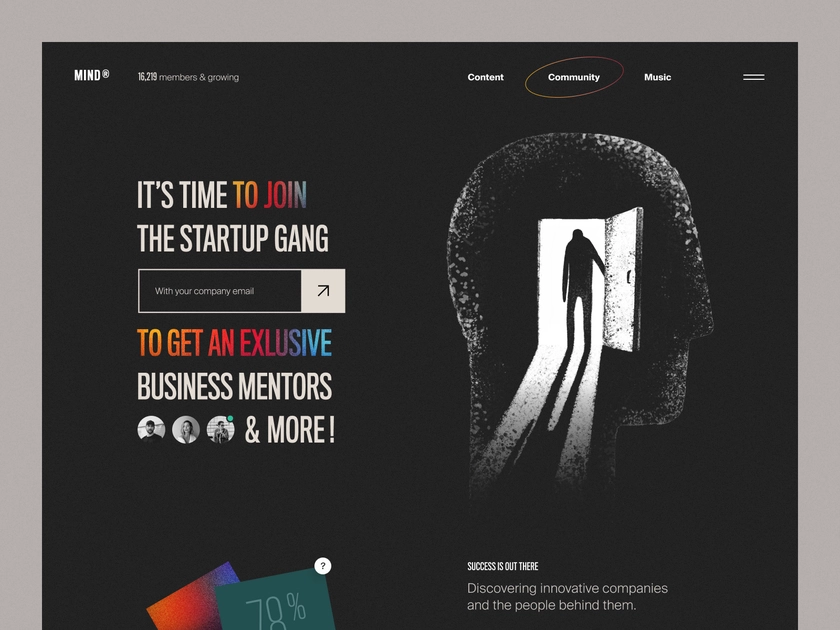 MIND®
16,219 members & growing
Content
Community
Music
IT'S TIME TO JOIN
THE STARTUP GANG
With your company email
TO GET AN EXLUSIVE
BUSINESS MENTORS
& MORE!
?
78%
SUCCESS IS OUT THERE
Discovering innovative companies
and the people behind them.